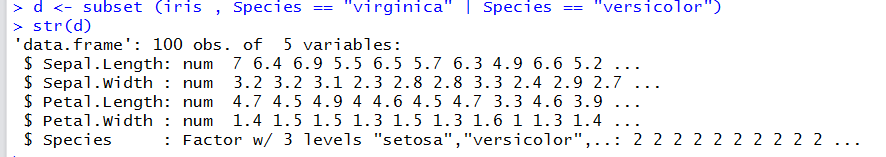 > d <- subset (iris , Species == "virginica" | Species == "versicolor")
> str(d)
'data.frame': 100 obs. of  5 variables:
 $ Sepal.Length: num  7 6.4 6.9 5.5 6.5 5.7 6.3 4.9 6.6 5.2 ...
 $ Sepal.Width : num  3.2 3.2 3.1 2.3 2.8 2.8 3.3 2.4 2.9 2.7 ...
 $ Petal.Length: num  4.7 4.5 4.9 4 4.6 4.5 4.7 3.3 4.6 3.9 ...
 $ Petal.Width : num  1.4 1.5 1.5 1.3 1.5 1.3 1.6 1 1.3 1.4 ...
 $ Species     : Factor w/ 3 levels "setosa","versicolor",..: 2 2 2 2 2 2 2 2 2 2 ...